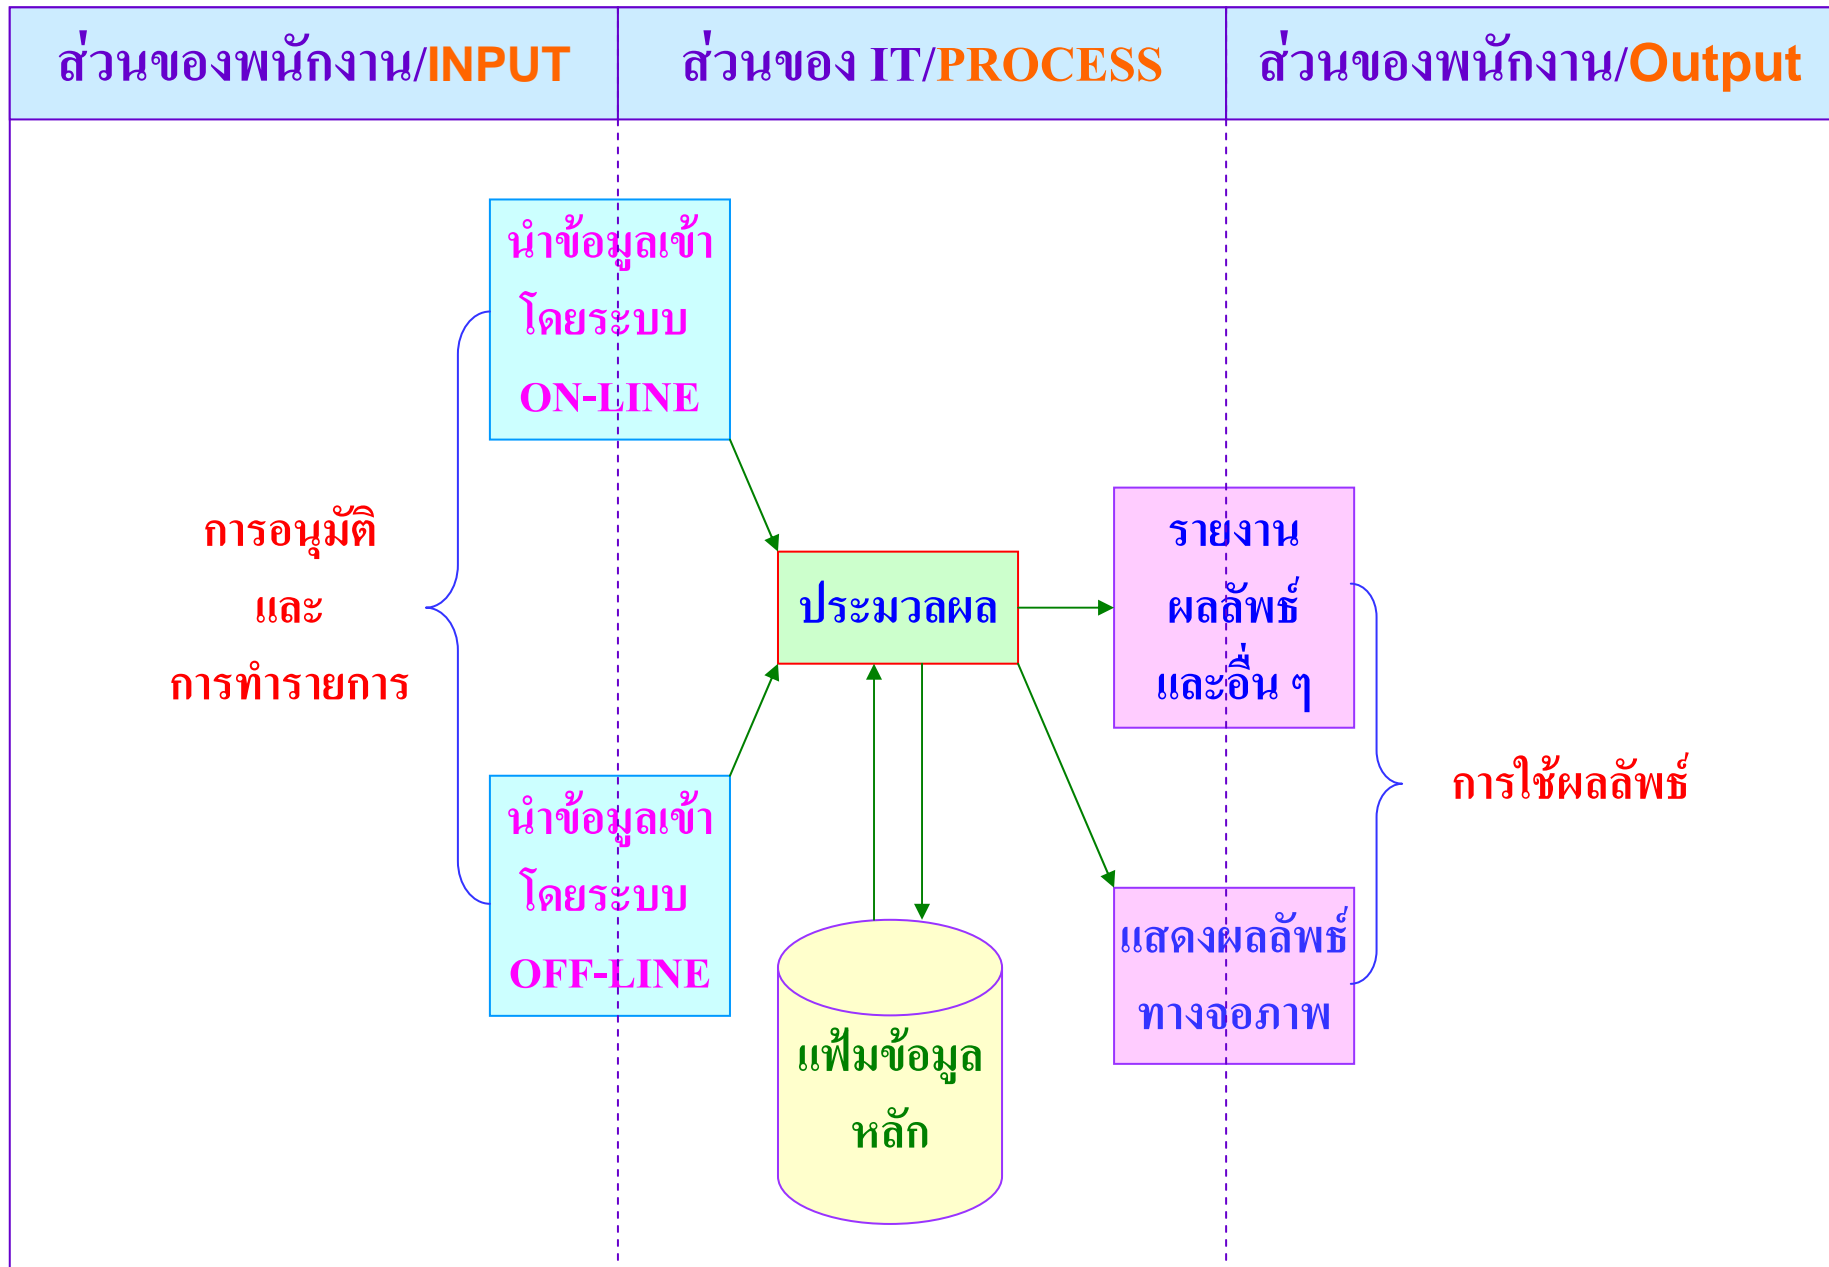 ส่วนของพนักงาน/INPUT
ส่วนของ IT/PROCESS
ส่วนของพนักงาน/Output
นำข้อมูลเข้า
โดยระบบ
ON-LINE
การอนุมัติ
และ
การทำรายการ
นำข้อมูลเข้า
โดยระบบ
OFF-LINE
ประมวลผล
แฟ้มข้อมูล
หลัก
รายงาน
ผลลัพธ์
และอื่น ๆ
แสดงผลลัพธ์
ทางจอภาพ
การใช้ผลลัพธ์